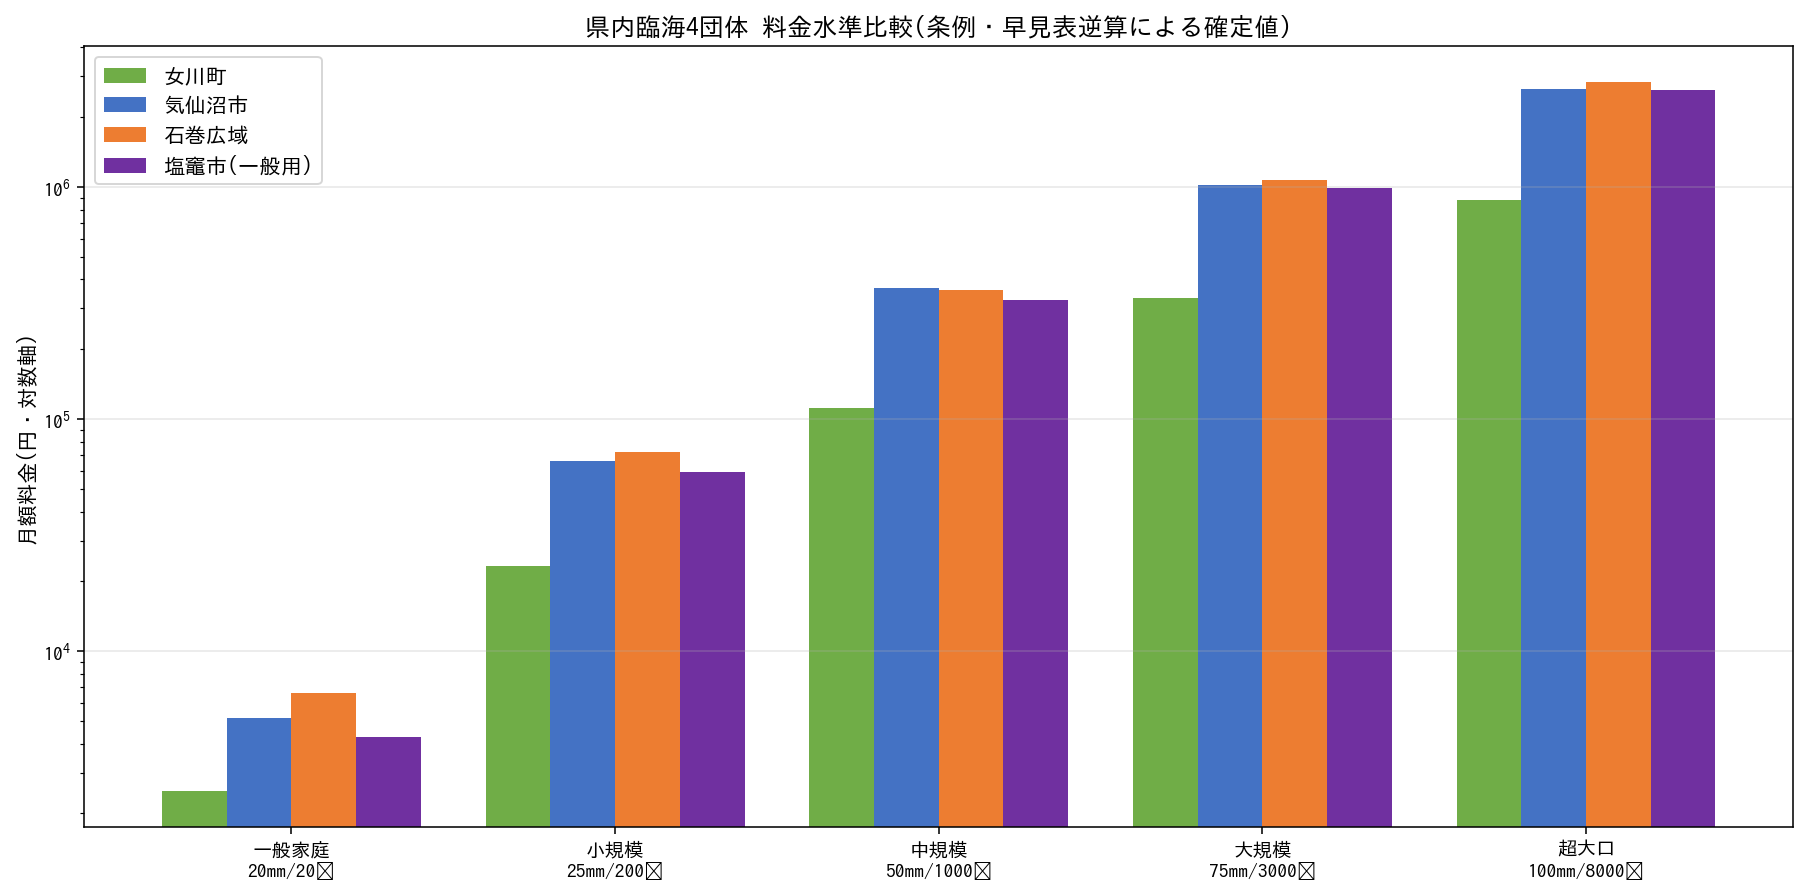 県内臨海4団体 料金水準比較(条例・早見表逆算による確定値)
女川町
気仙沼市
石巻広域
塩竈市(一般用)
月額料金(円・対数軸)
10^6
10^5
10^4
一般家庭
20mm/20
小規模
25mm/200
中規模
50mm/1000
大規模
75mm/3000
超大口
100mm/8000